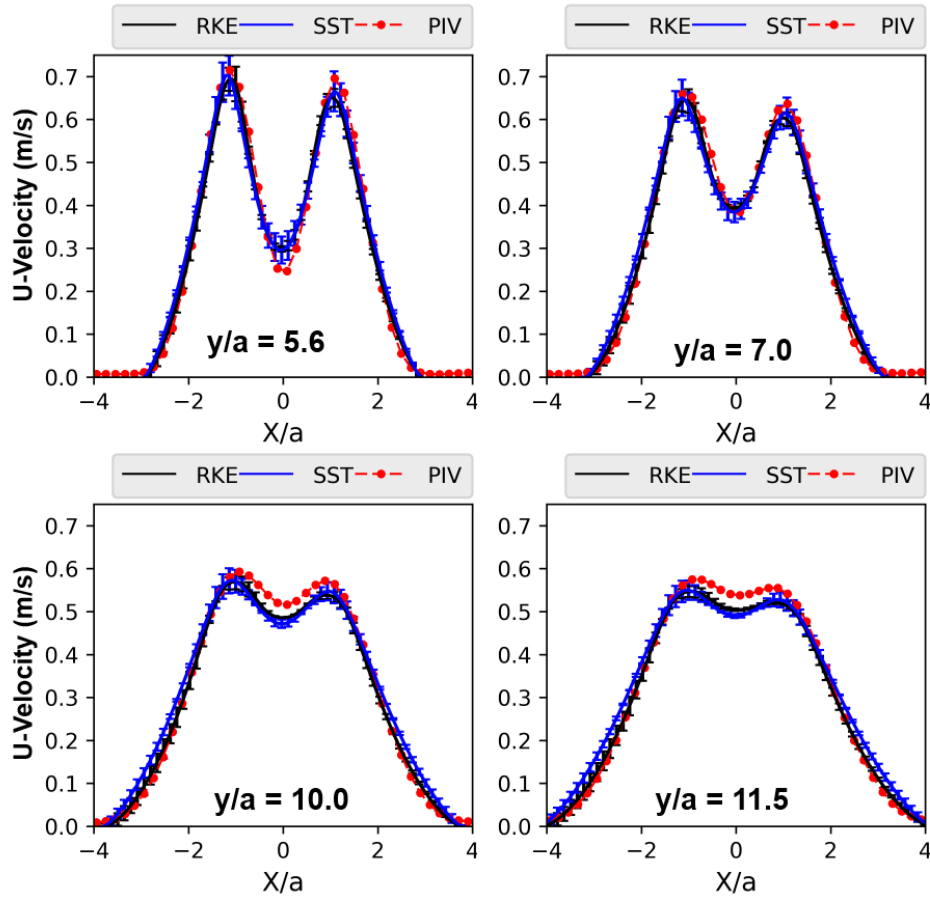 RKE SST PIV
RKE SST PIV
U-Velocity (m/s)
0.7
0.6
0.5
0.4
0.3
0.2
0.1
0.0
y/a = 5.6
−4 −2 0 2 4
X/a
0.7
0.6
0.5
0.4
0.3
0.2
0.1
0.0
y/a = 7.0
−4 −2 0 2 4
X/a
RKE SST PIV
RKE SST PIV
U-Velocity (m/s)
0.7
0.6
0.5
0.4
0.3
0.2
0.1
0.0
y/a = 10.0
−4 −2 0 2 4
X/a
0.7
0.6
0.5
0.4
0.3
0.2
0.1
0.0
y/a = 11.5
−4 −2 0 2 4
X/a